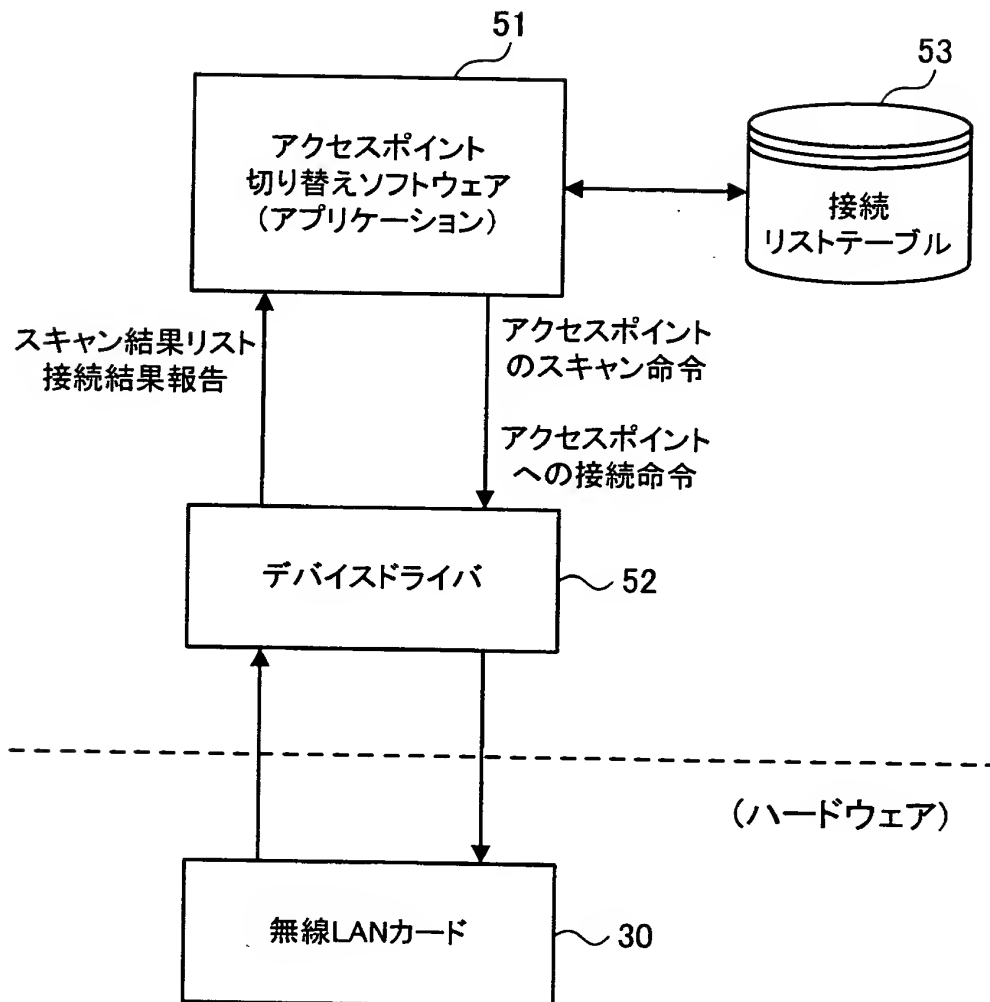 51
53
アクセスポイント
切り替えソフトウェア
（アプリケーション）
接続
リストテーブル
スキャン結果リスト
接続結果報告
アクセスポイント
のスキャン命令
アクセスポイント
への接続命令
デバイスドライバ
52
（ハードウェア）
無線LANカード
30